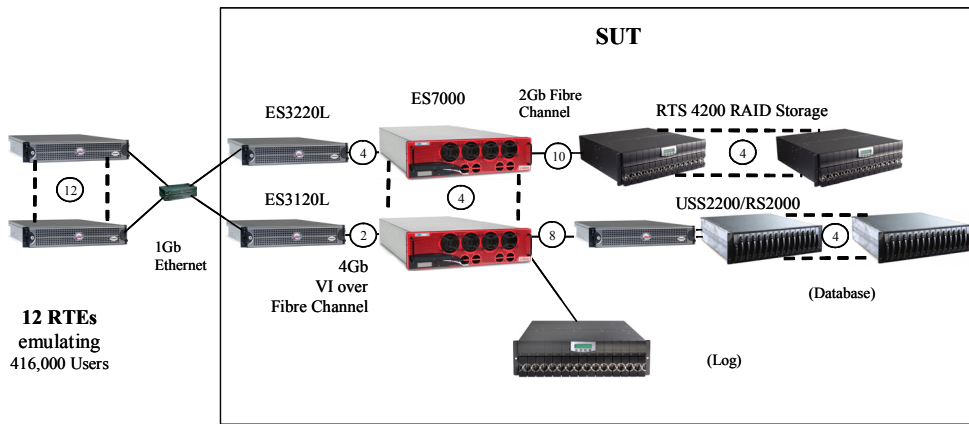 SUT
ES3220L
ES7000
2Gb Fibre
Channel
RTS 4200 RAID Storage
4
10
4
12
4
ES3120L
USS2200/RS2000
2
8
4
1Gb
Ethernet
4Gb
VI over
Fibre Channel
(Database)
12 RTEs
emulating
416,000 Users
(Log)